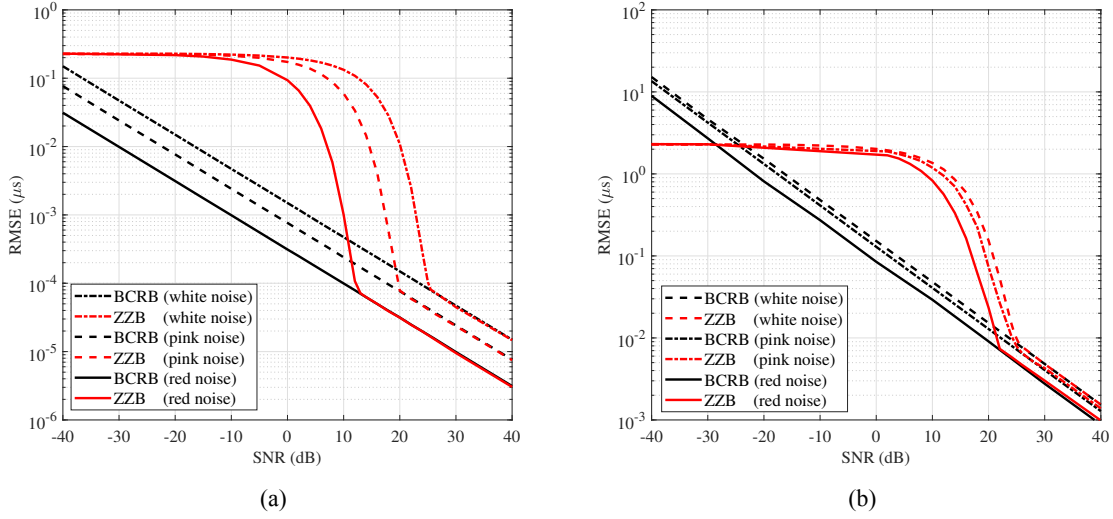 10^0
10^-1
10^-2
10^-3
10^-4
10^-5
10^-6
RMSE (μs)
-40 -30 -20 -10 0 10 20 30 40
SNR (dB)
BCRB (white noise)
ZZB (white noise)
BCRB (pink noise)
ZZB (pink noise)
BCRB (red noise)
ZZB (red noise)
(a)
10^2
10^1
10^0
10^-1
10^-2
10^-3
RMSE (μs)
-40 -30 -20 -10 0 10 20 30 40
SNR (dB)
BCRB (white noise)
ZZB (white noise)
BCRB (pink noise)
ZZB (pink noise)
BCRB (red noise)
ZZB (red noise)
(b)